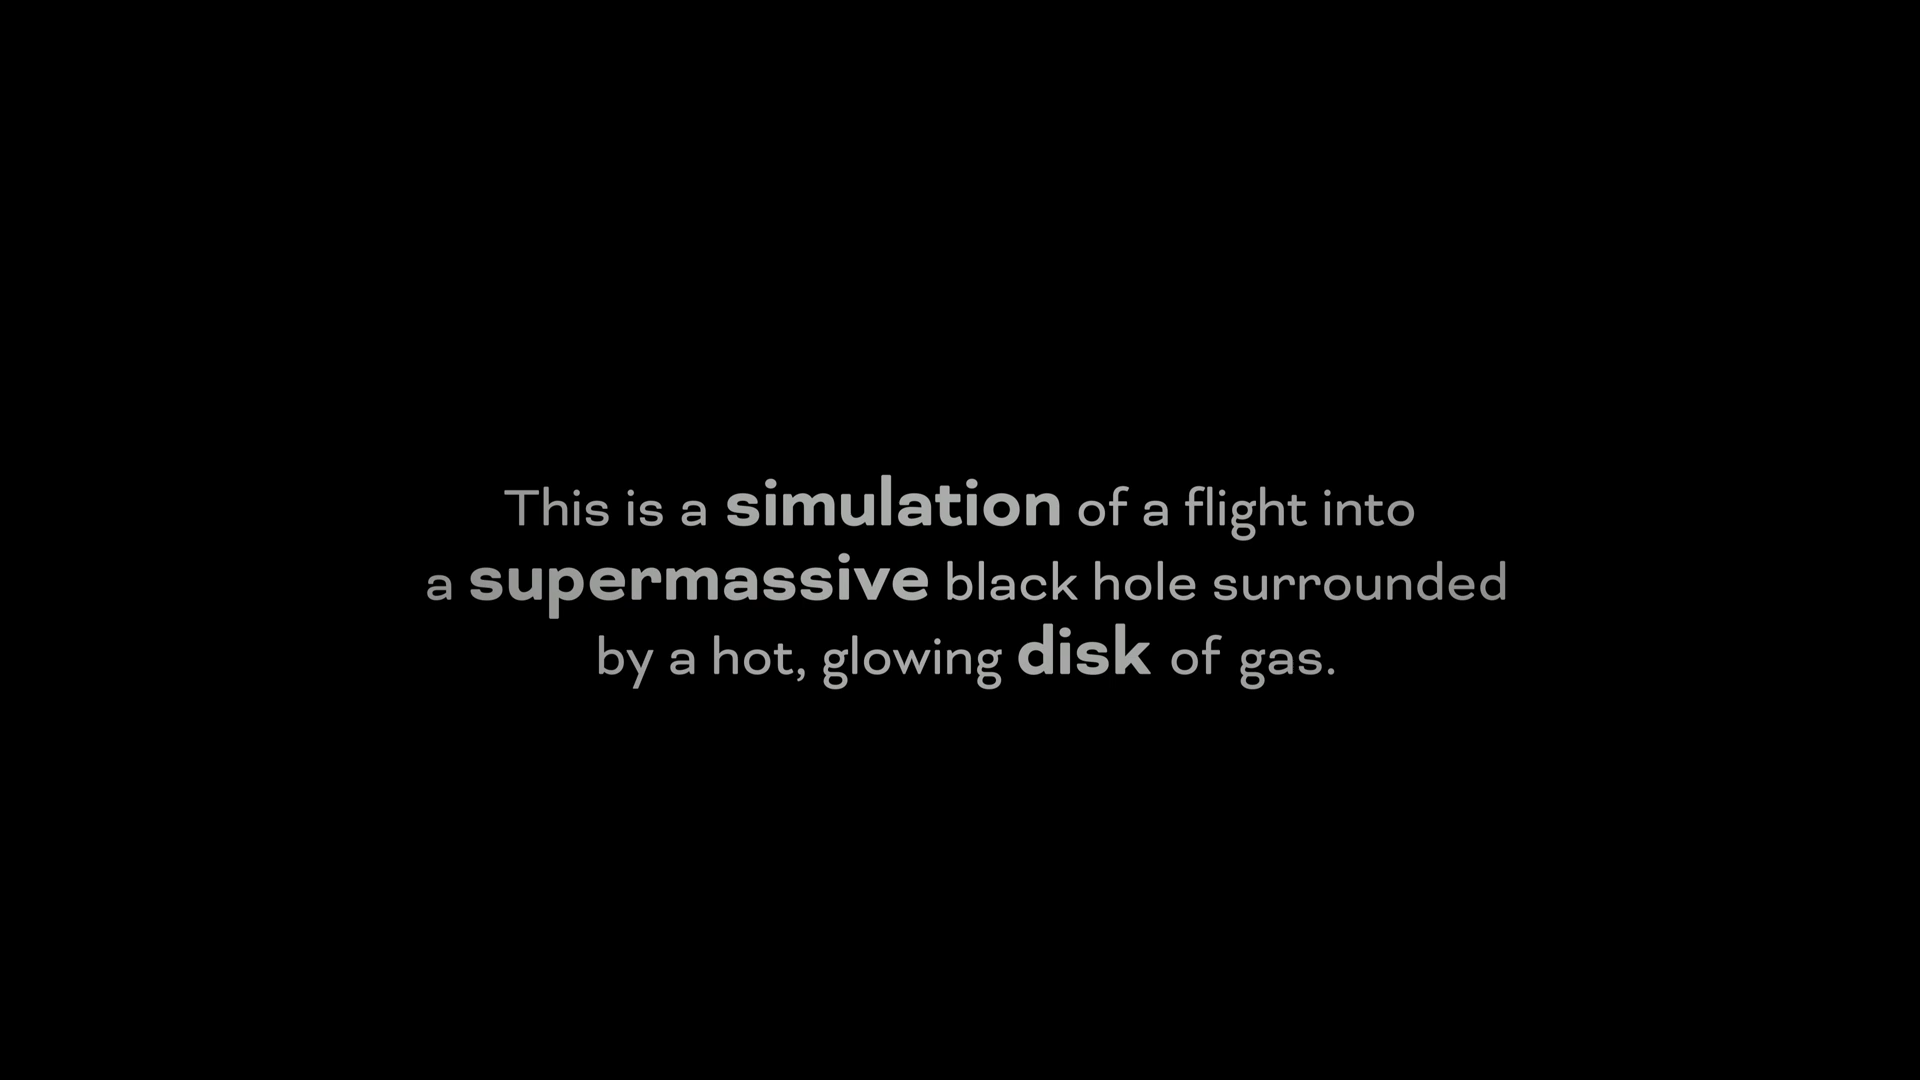 This is a simulation of a flight into
a supermassive black hole surrounded
by a hot, glowing disk of gas.